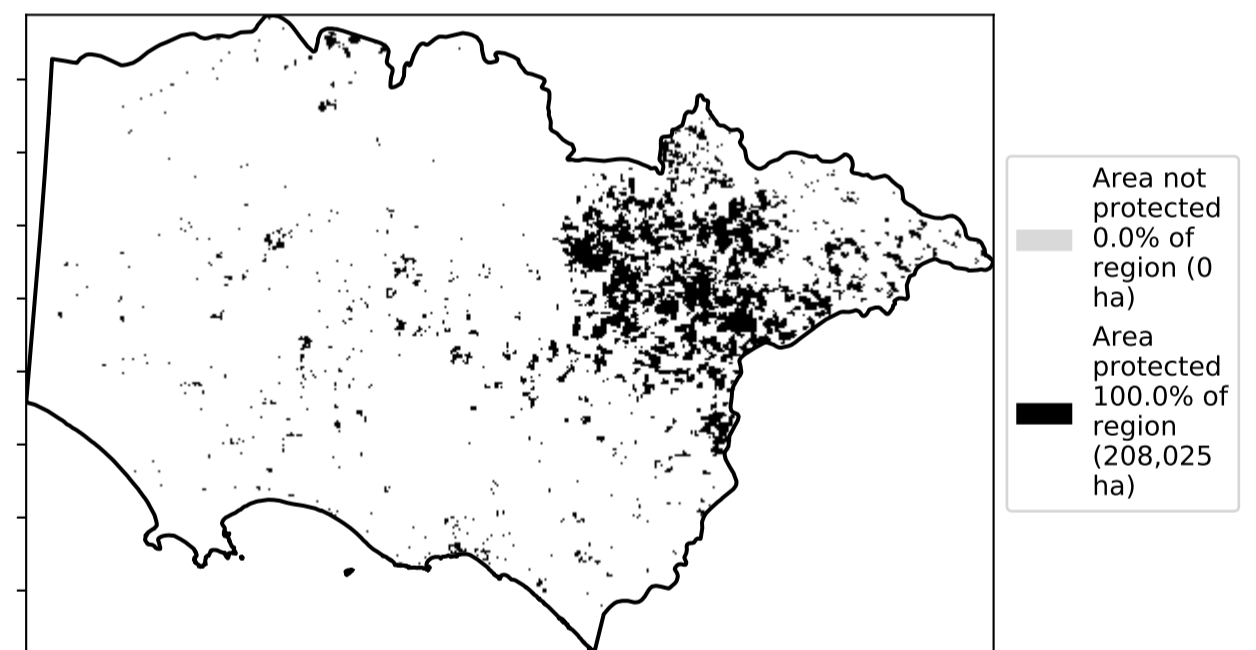 Area not
protected
0.0% of
region (0
ha)
Area
protected
100.0% of
region
(208,025
ha)